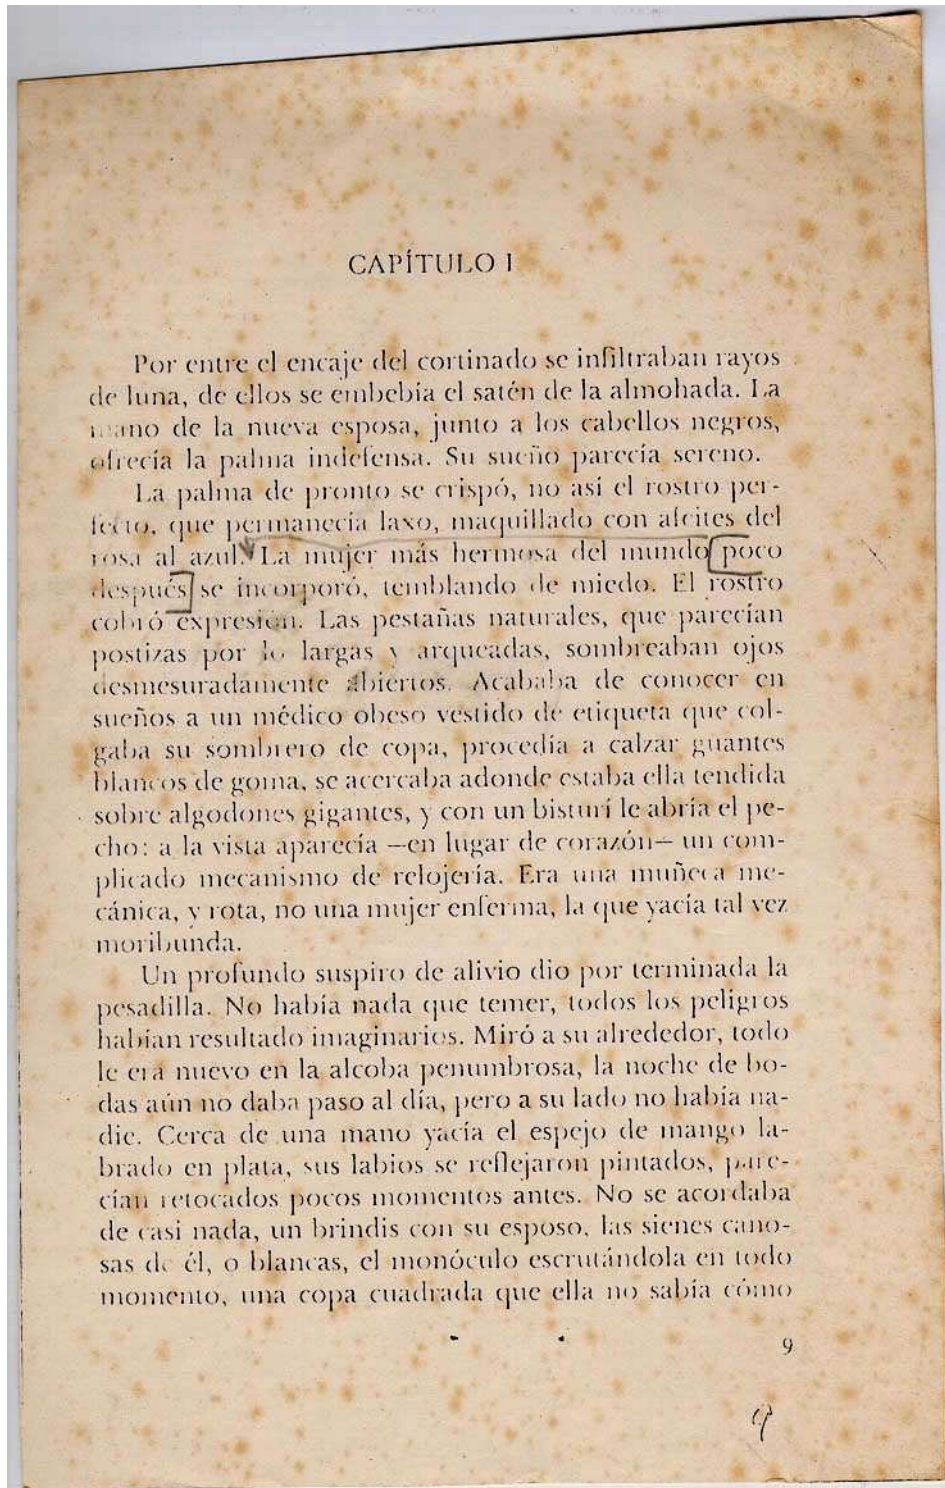 CAPÍTULO I
Por entre el encaje del cortinado se infiltraban rayos
de luna, de ellos se embebía el satén de la almohada. La
mano de la nueva esposa, junto a los cabellos negros,
ofrecía la palma indefensa. Su sueño parecía sereno.
La palma de pronto se crispó, no así el rostro per-
fecto, que permanecía laxo, maquillado con afeites del
rosa al azul. La mujer más hermosa del mundo poco
después se incorporó, temblando de miedo. El rostro
cobró expresión. Las pestañas naturales, que parecían
postizas por lo largas y arqueadas, sombreaban ojos
desmesuradamente abiertos. Acababa de conocer en
sueños a un médico obeso vestido de etiqueta que col-
gaba su sombrero de copa, procedía a calzar guantes
blancos de goma, se acercaba adonde estaba ella tendida
sobre algodones gigantes, y con un bisturí le abría el pe-
cho: a la vista aparecía —en lugar de corazón— un com-
plicado mecanismo de relojería. Era una muñeca me-
cánica, y rota, no una mujer enferma, la que yacía tal vez
moribunda.
Un profundo suspiro de alivio dio por terminada la
pesadilla. No había nada que temer, todos los peligros
habían resultado imaginarios. Miró a su alrededor, todo
le era nuevo en la alcoba penumbrosa, la noche de bo-
das aún no daba paso al día, pero a su lado no había na-
die. Cerca de una mano yacía el espejo de mango la-
brado en plata, sus labios se reflejaron pintados, pare-
cían retocados pocos momentos antes. No se acordaba
de casi nada, un brindis con su esposo, las sienes cano-
sas de él, o blancas, el monóculo escrutándola en todo
momento, una copa cuadrada que ella no sabía cómo
9